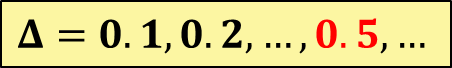 Δ = 0.1, 0.2, ..., 0.5, ...